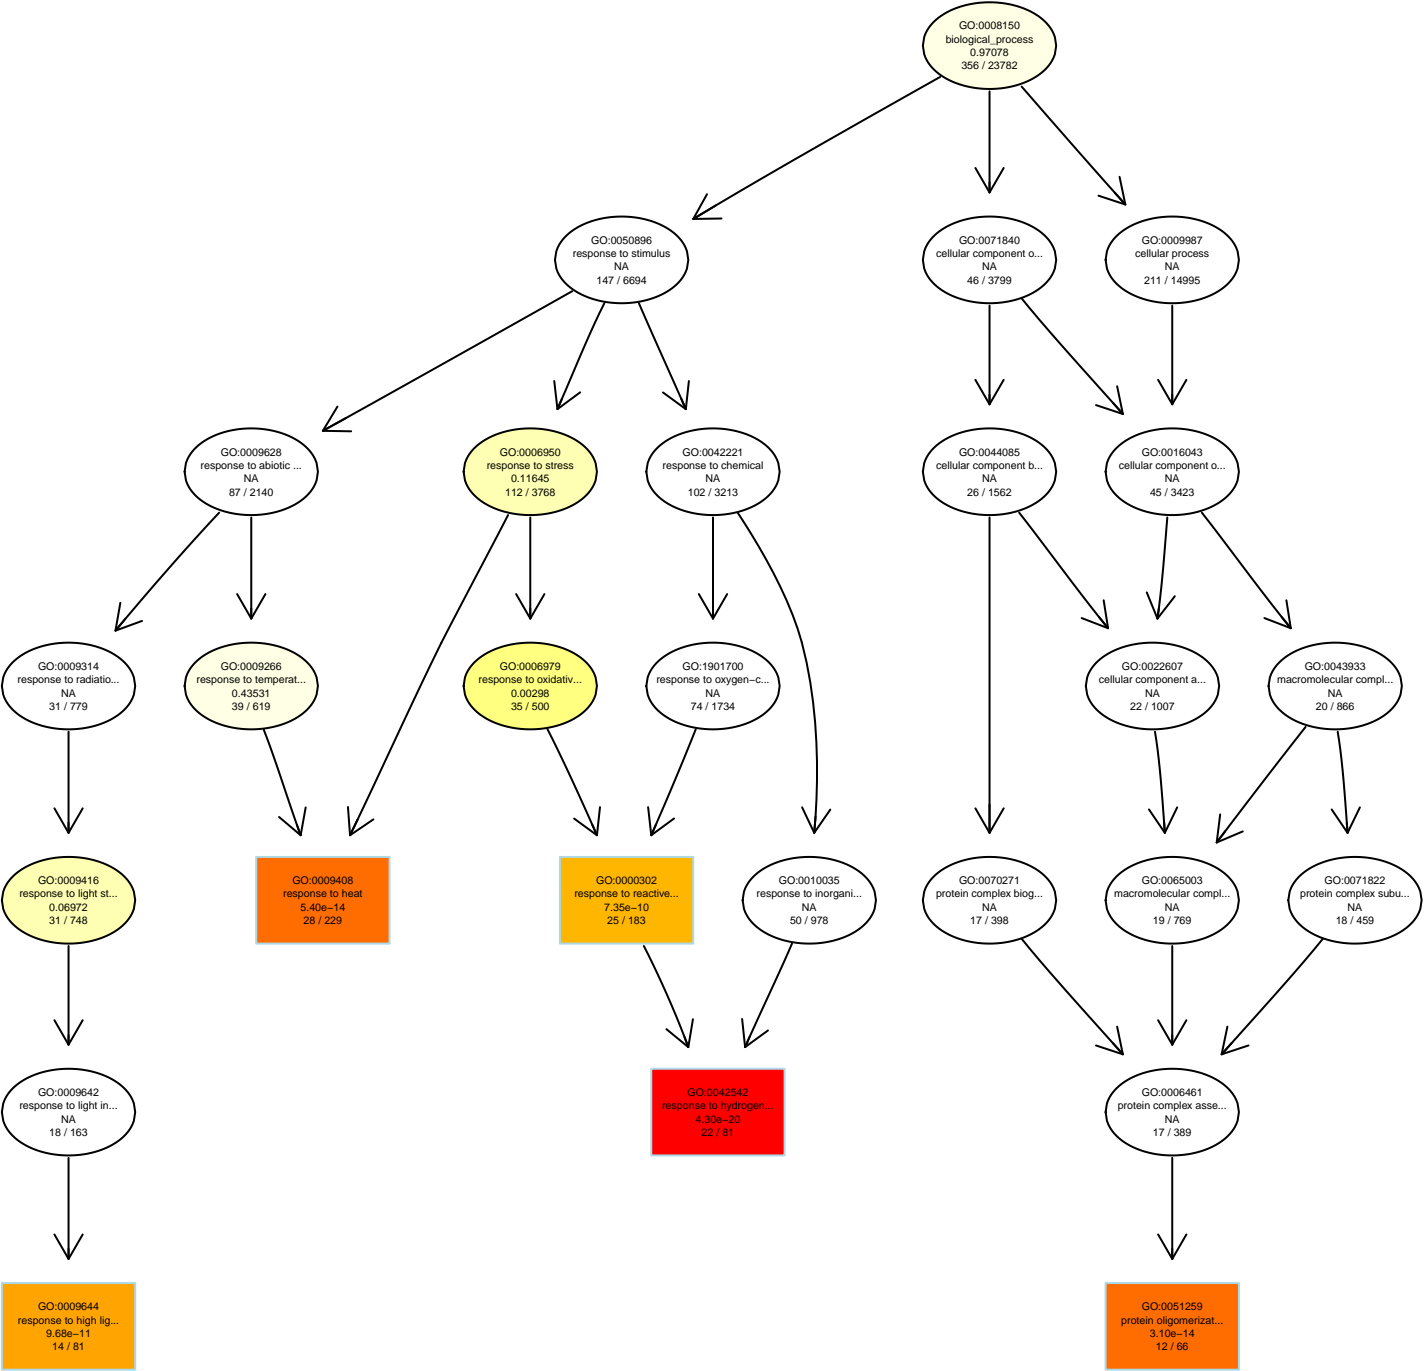 GO:0008150
biological_process
0.97078
356 / 23782
GO:0050896
response to stimulus
NA
147 / 6694
GO:0071840
cellular component o...
NA
46 / 3799
GO:0009987
cellular process
NA
211 / 14995
GO:0009628
response to abiotic ...
NA
87 / 2140
GO:0006950
response to stress
0.11645
112 / 3768
GO:0042221
response to chemical
NA
102 / 3213
GO:0044085
cellular component b...
NA
26 / 1562
GO:0016043
cellular component o...
NA
45 / 3423
GO:0009314
response to radiatio...
NA
31 / 779
GO:0009266
response to temperat...
0.43531
39 / 619
GO:0006979
response to oxidativ...
0.00298
35 / 500
GO:1901700
response to oxygen−c...
NA
74 / 1734
GO:0022607
cellular component a...
NA
22 / 1007
GO:0043933
macromolecular compl...
NA
20 / 866
GO:0009416
response to light st...
0.06972
31 / 748
GO:0009408
response to heat
5.40e−14
28 / 229
GO:0000302
response to reactive...
7.35e−10
25 / 183
GO:0010035
response to inorgani...
NA
50 / 978
GO:0070271
protein complex biog...
NA
17 / 398
GO:0065003
macromolecular compl...
NA
19 / 769
GO:0071822
protein complex subu...
NA
18 / 459
GO:0009642
response to light in...
NA
18 / 163
GO:0042542
response to hydrogen...
4.30e−20
22 / 81
GO:0006461
protein complex asse...
NA
17 / 389
GO:0009644
response to high lig...
9.68e−11
14 / 81
GO:0051259
protein oligomerizat...
3.10e−14
12 / 66